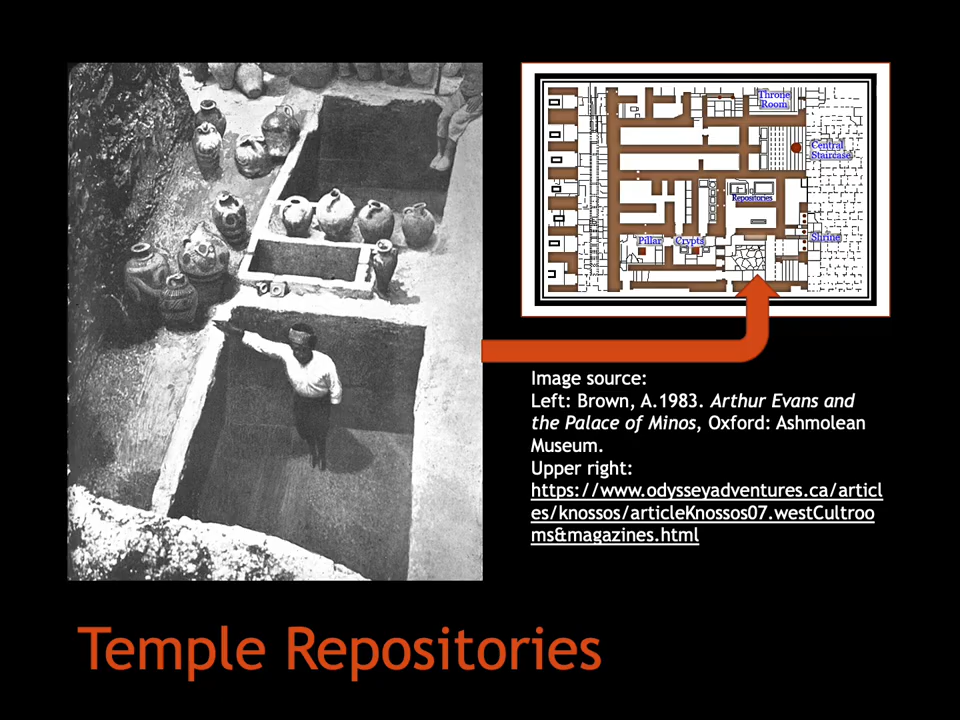 Throne
Room
Central
Staircase
Repositories
Pillar Crypts
Shrine
Image source:
Left: Brown, A.1983. Arthur Evans and
the Palace of Minos, Oxford: Ashmolean
Museum.
Upper right:
https://www.odysseyadventures.ca/articl
es/knossos/articleKnossos07.westCultroo
ms&magazines.html
Temple Repositories